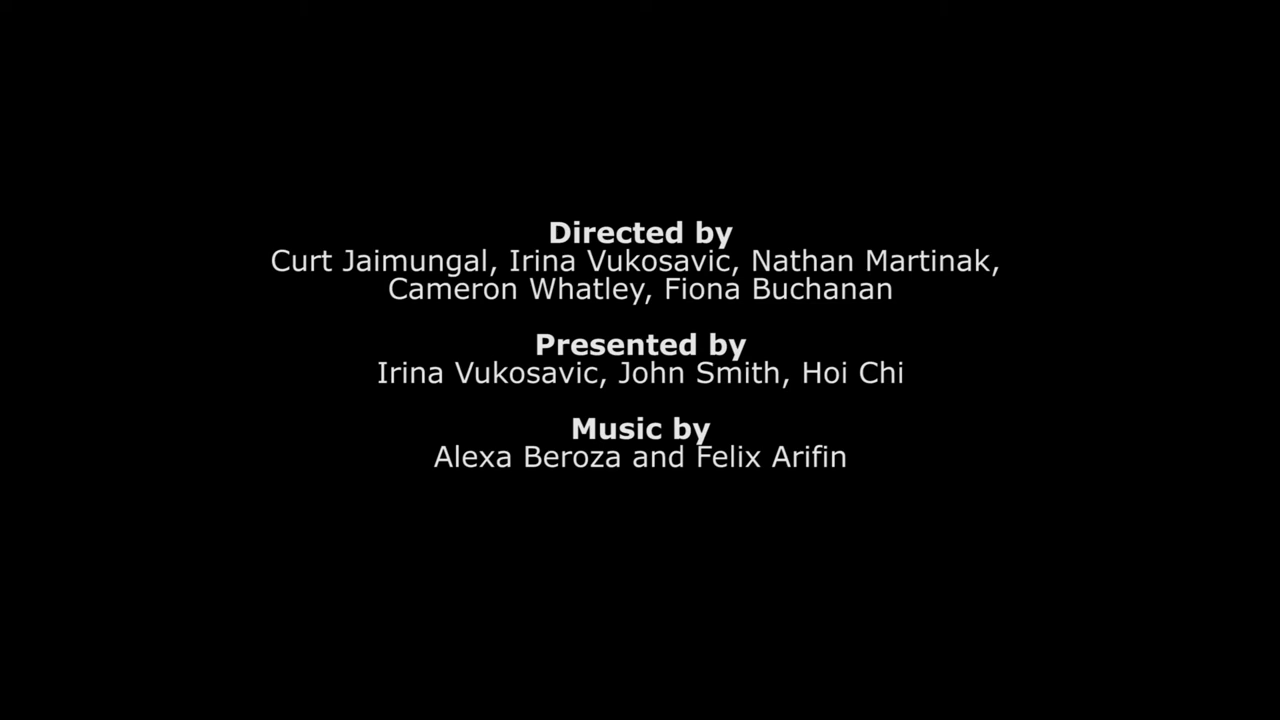 Directed by
Curt Jaimungal, Irina Vukosavic, Nathan Martinak,
Cameron Whatley, Fiona Buchanan
Presented by
Irina Vukosavic, John Smith, Hoi Chi
Music by
Alexa Beroza and Felix Arifin